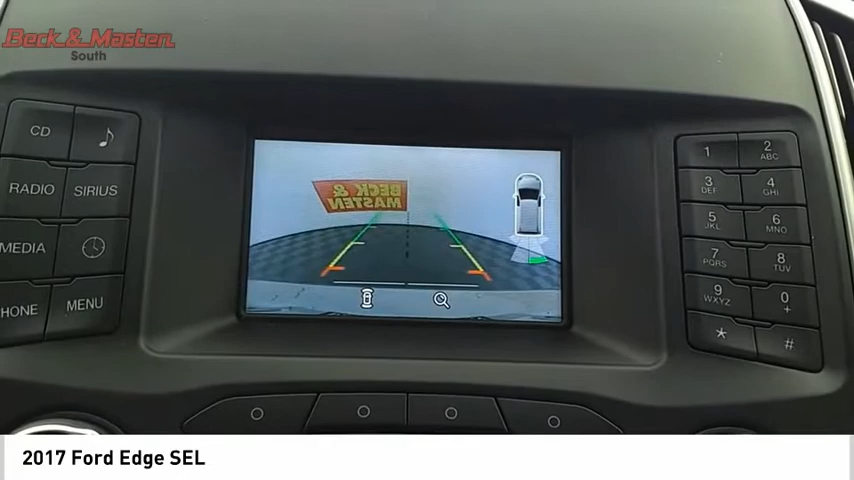 Beck & Masten
South
CD
RADIO
SIRIUS
MEDIA
PHONE
MENU
BECK &
MASTEN
1
2
ABC
3
DEF
4
GHI
5
JKL
6
MNO
7
PQRS
8
TUV
9
WXYZ
0
+
*
#
2017 Ford Edge SEL